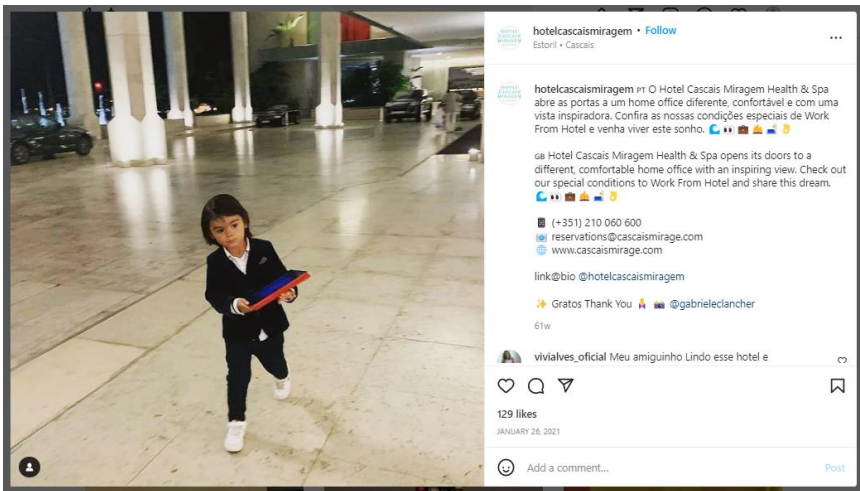 hotelcascaismiragem • Follow
Estoril • Cascais
hotelcascaismiragem PT O Hotel Cascais Miragem Health & Spa
abre as portas a um home office diferente, confortável e com uma
vista inspiradora. Confira as nossas condições especiais de Work
From Hotel e venha viver este sonho.
GB Hotel Cascais Miragem Health & Spa opens its doors to a
different, comfortable home office with an inspiring view. Check out
our special conditions to Work From Hotel and share this dream.
(+351) 210 060 600
reservations@cascaismirage.com
www.cascaismirage.com
link@bio @hotelcascaismiragem
Gratos Thank You @gabrieleclancher
61w
vivialves_oficial Meu amiguinho Lindo esse hotel e
129 likes
JANUARY 26, 2021
Add a comment... Post